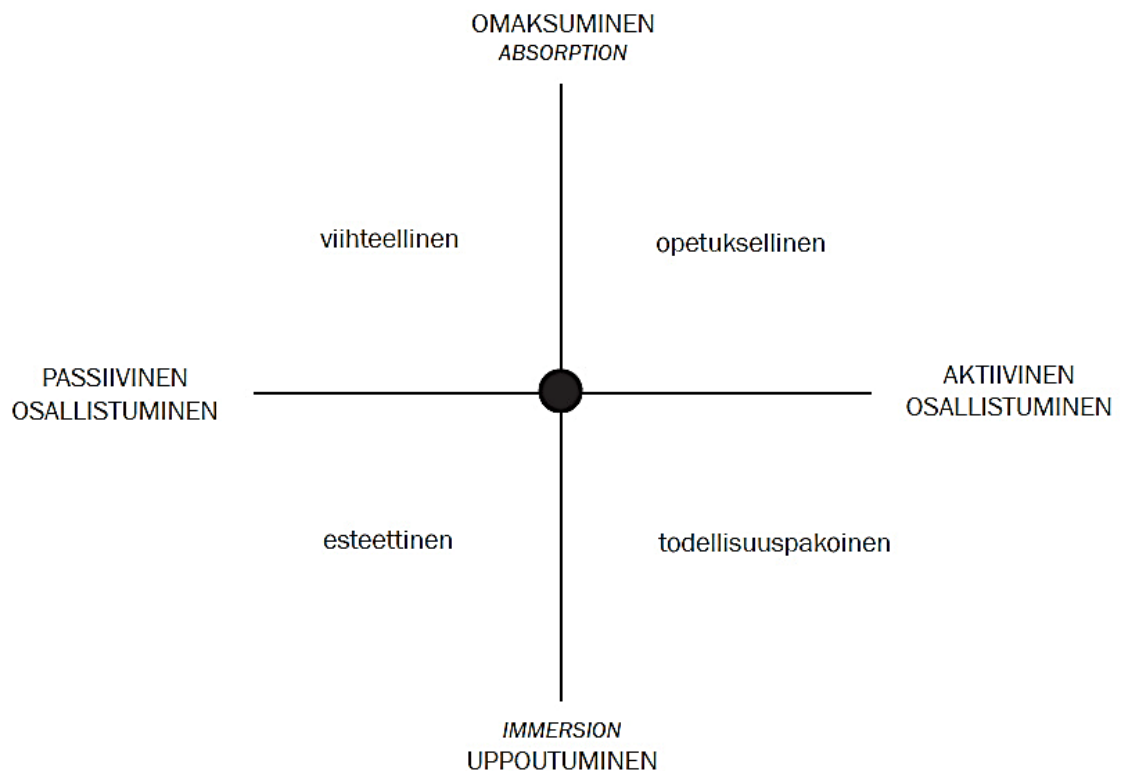 OMAKSUMINEN
ABSORPTION
viihteellinen
opetuksellinen
PASSIIVINEN
OSALLISTUMINEN
AKTIIVINEN
OSALLISTUMINEN
esteettinen
todellisuuspakoinen
IMMERSION
UPPOUTUMINEN